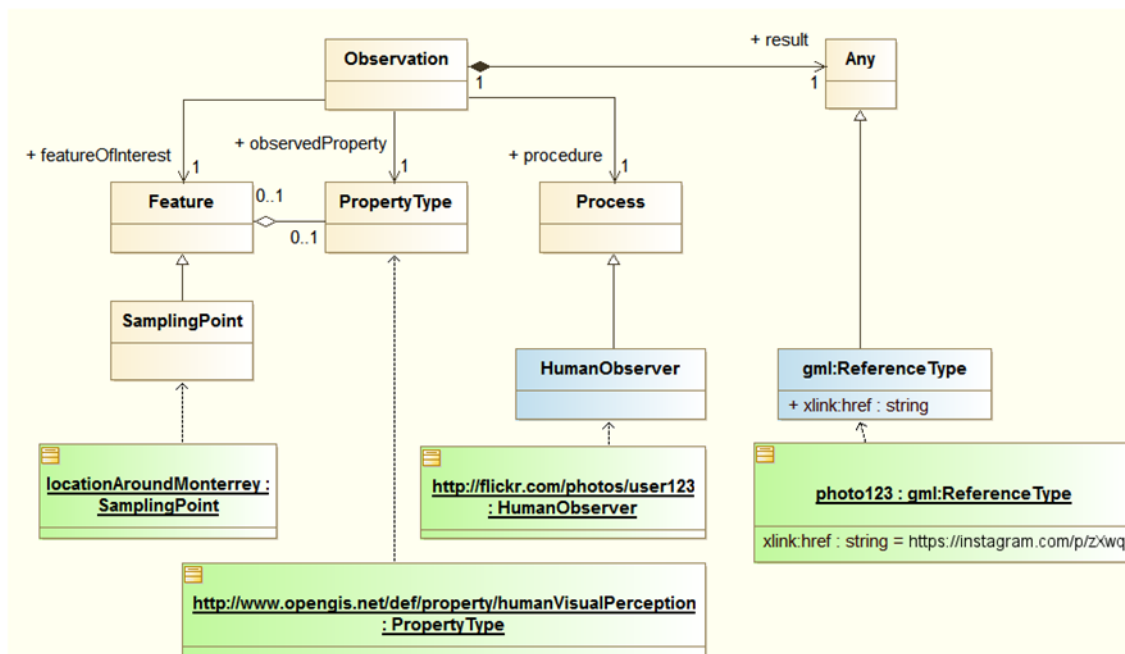 Observation
+ result
Any
1
1
+ featureOfInterest
+ observedProperty
+ procedure
1
1
1
Feature
0..1
0..1
PropertyType
Process
SamplingPoint
HumanObserver
gml:ReferenceType
+ xlink:href : string
locationAroundMonterrey :
SamplingPoint
http://flickr.com/photos/user123
: HumanObserver
photo123 : gml:ReferenceType
xlink:href : string = https://instagram.com/p/zXwq
http://www.opengis.net/def/property/humanVisualPerception
: PropertyType